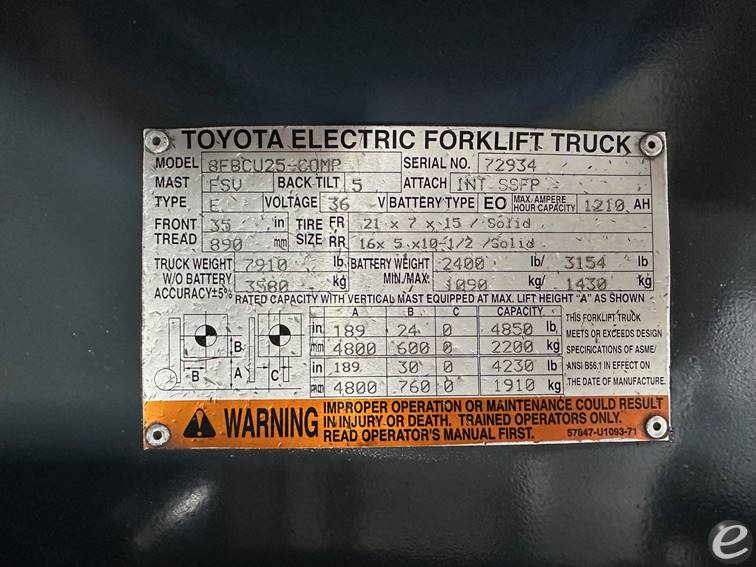 TOYOTA ELECTRIC FORKLIFT TRUCK
MODEL 8FBCU25-COMP SERIAL NO. 72934
MAST FSV BACK TILT 5 ATTACH INT SSFP
TYPE E VOLTAGE 36 V BATTERY TYPE EO MAX. AMPERE HOUR CAPACITY 1210 AH
FRONT TREAD 35 in TIRE SIZE FR 21 x 7 x 15 / Solid
890 mm RR 16x 5 x10-1/2 /Solid
TRUCK WEIGHT 7910 lb BATTERY WEIGHT 2400 lb/ 3154 lb
W/O BATTERY 3580 kg MIN./MAX. 1090 kg/ 1430 kg
ACCURACY±5%
RATED CAPACITY WITH VERTICAL MAST EQUIPPED AT MAX. LIFT HEIGHT "A" AS SHOWN
A B C CAPACITY
in 189 24 0 4850 lb
mm 4800 600 0 2200 kg
in 189 30 0 4230 lb
mm 4800 760 0 1910 kg
B
B A C
THIS FORKLIFT TRUCK
MEETS OR EXCEEDS DESIGN
SPECIFICATIONS OF ASME/
ANSI B56.1 IN EFFECT ON
THE DATE OF MANUFACTURE.
WARNING
IMPROPER OPERATION OR MAINTENANCE COULD RESULT
IN INJURY OR DEATH. TRAINED OPERATORS ONLY.
READ OPERATOR'S MANUAL FIRST. 57647-U1093-71
e